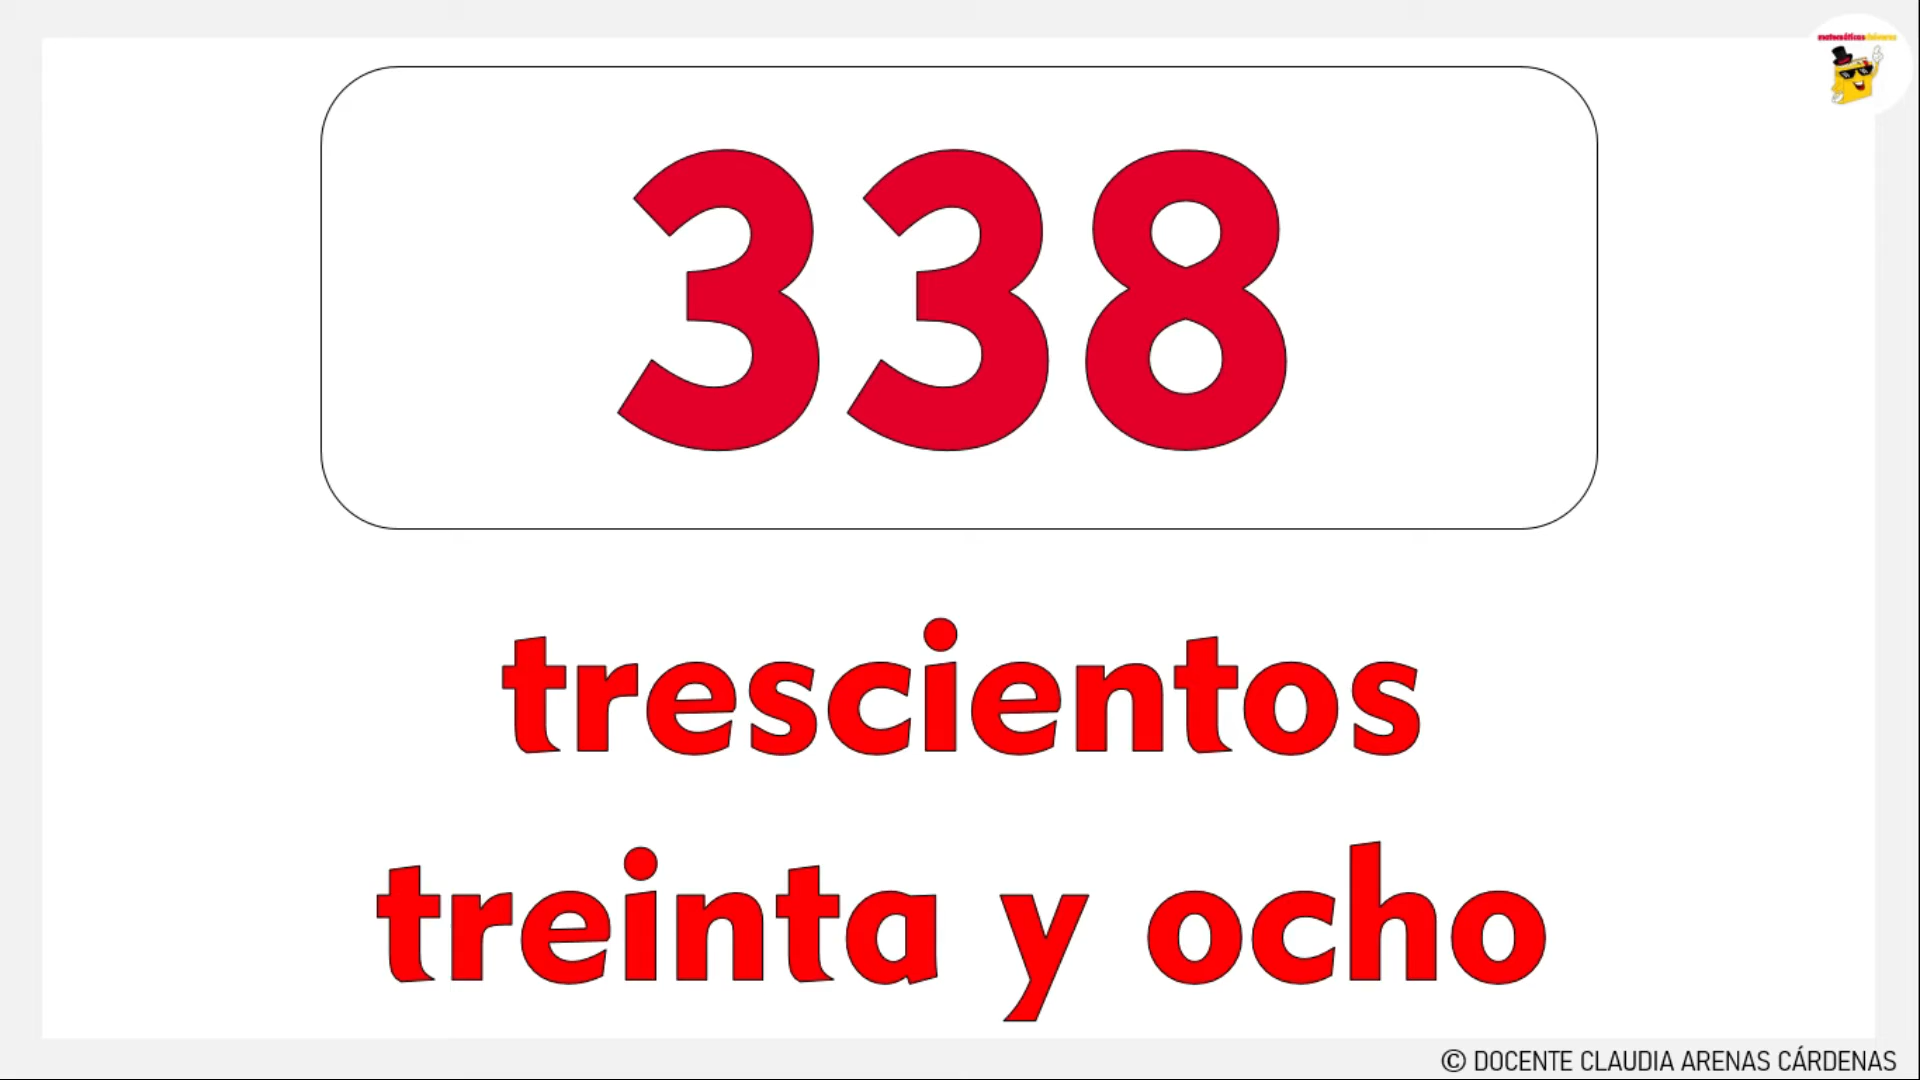 338
trescientos
treinta y ocho
© DOCENTE CLAUDIA ARENAS CÁRDENAS